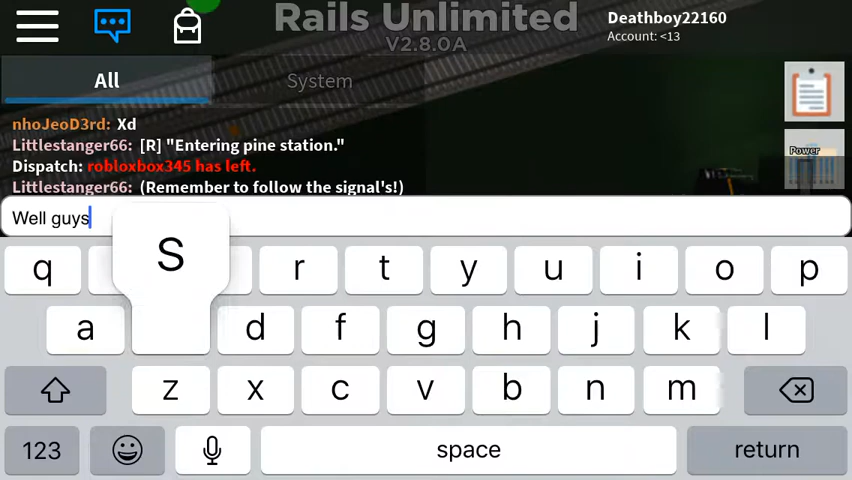 Rails Unlimited
V2.8.0A
Deathboy22160
Account: <13
All
System
nhoJeoD3rd: Xd
Littlestanger66: [R] "Entering pine station."
Dispatch: robloxbox345 has left.
Littlestanger66: (Remember to follow the signal's!)
Power
Well guys
S
q r t y u i o p
a d f g h j k l
z x c v b n m
123 space return